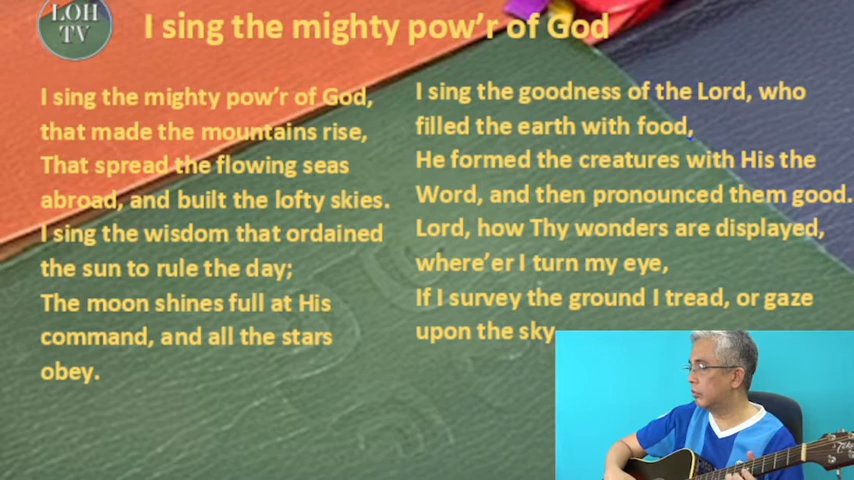 LOH
TV
I sing the mighty pow'r of God
I sing the mighty pow'r of God,
that made the mountains rise,
That spread the flowing seas
abroad, and built the lofty skies.
I sing the wisdom that ordained
the sun to rule the day;
The moon shines full at His
command, and all the stars
obey.
I sing the goodness of the Lord, who
filled the earth with food,
He formed the creatures with His the
Word, and then pronounced them good.
Lord, how Thy wonders are displayed,
where'er I turn my eye,
If I survey the ground I tread, or gaze
upon the sky